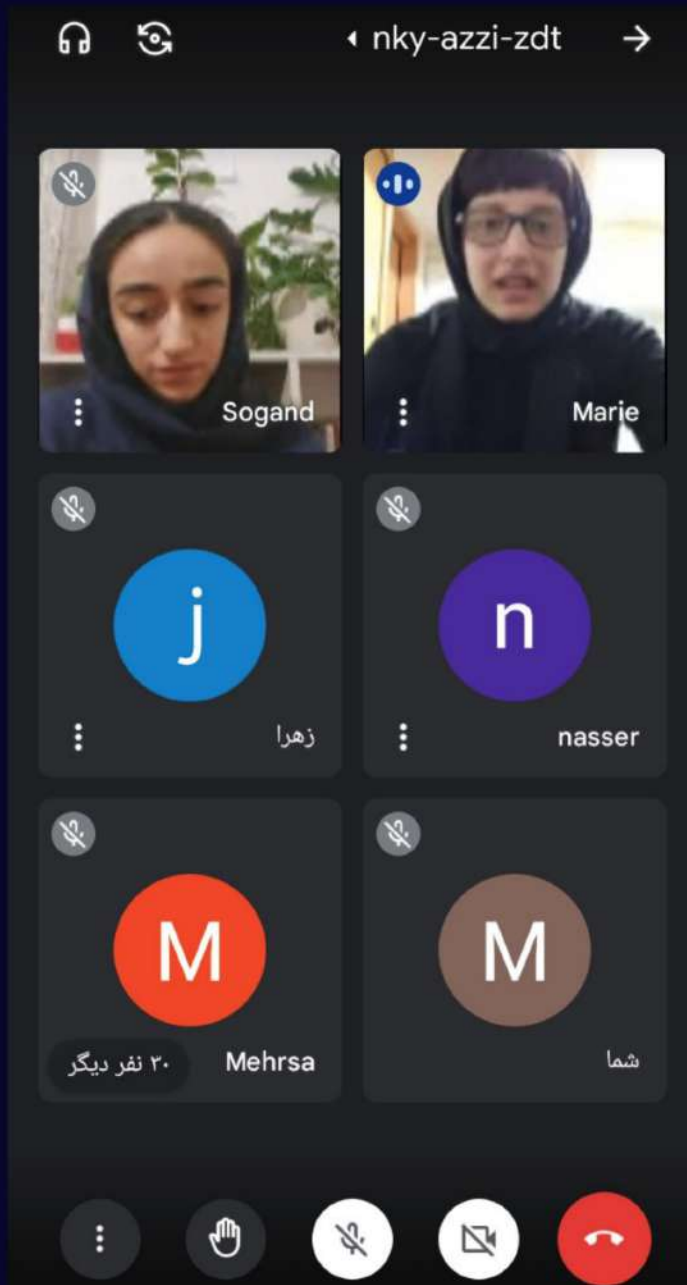 nky-azzi-zdt
Sogand
Marie
j
n
زهرا
nasser
M
M
۳۰ نفر دیگر
Mehrsa
شما